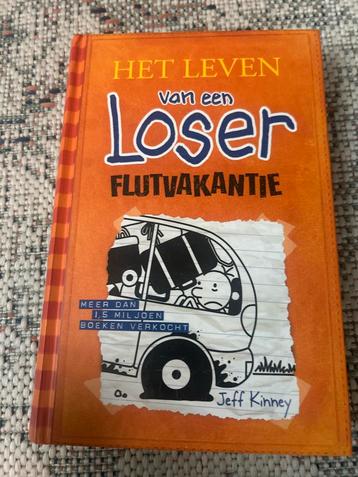 HET LEVEN
van een
Loser
FLUTVAKANTIE
MEER DAN
1,5 MILJOEN
BOEKEN VERKOCHT
Jeff Kinney